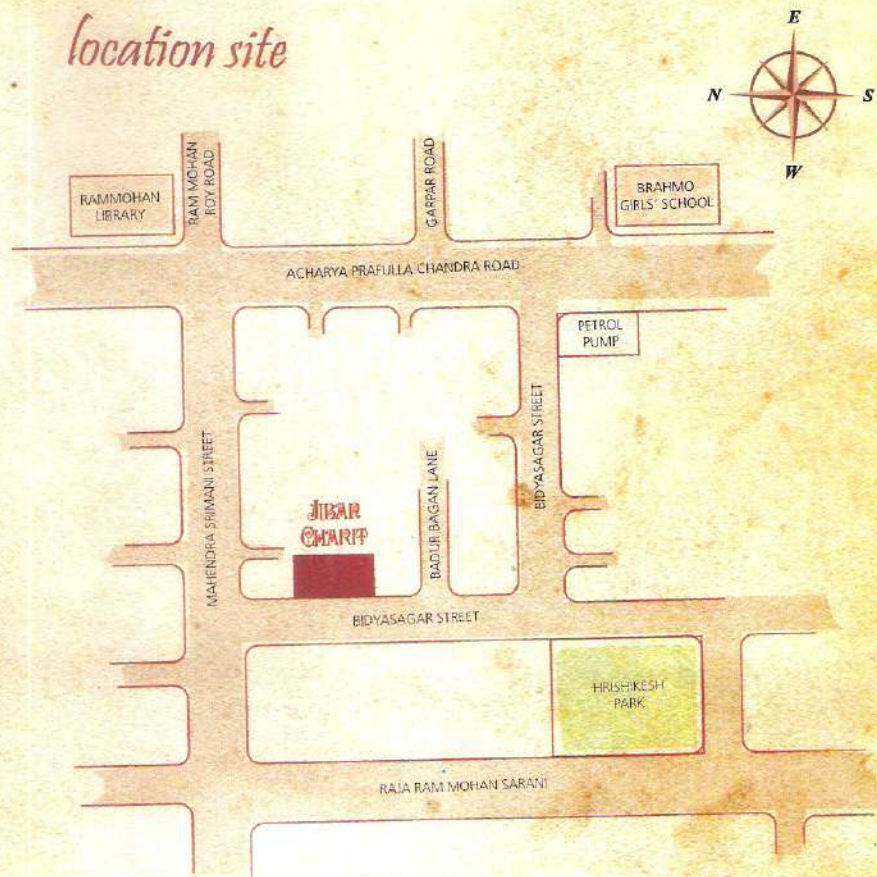 location site
E
N
S
W
RAM MOHAN
ROY ROAD
GARPAR ROAD
RAMMOHAN
LIBRARY
BRAHMO
GIRLS' SCHOOL
ACHARYA PRAFULLA CHANDRA ROAD
PETROL
PUMP
MAHENDRA SRIMANI STREET
BIDYASAGAR STREET
BADUR BAGAN LANE
JIBAN
CHARIT
BIDYASAGAR STREET
HRISHIKESH
PARK
RAJA RAM MOHAN SARANI